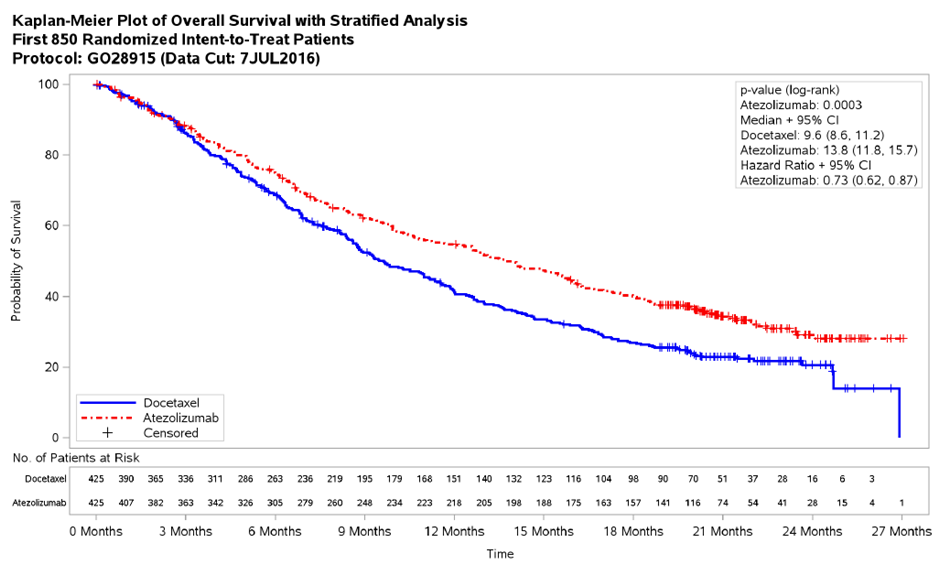 Kaplan-Meier Plot of Overall Survival with Stratified Analysis
First 850 Randomized Intent-to-Treat Patients
Protocol: GO28915 (Data Cut: 7JUL2016)
100
80
60
40
20
0
Probability of Survival
p-value (log-rank)
Atezolizumab: 0.0003
Median + 95% CI
Docetaxel: 9.6 (8.6, 11.2)
Atezolizumab: 13.8 (11.8, 15.7)
Hazard Ratio + 95% CI
Atezolizumab: 0.73 (0.62, 0.87)
Docetaxel
Atezolizumab
+ Censored
No. of Patients at Risk
Docetaxel 425 390 365 336 311 286 263 236 219 195 179 168 151 140 132 123 116 104 98 90 70 51 37 28 16 6 3
Atezolizumab 425 407 382 363 342 326 305 279 260 248 234 223 218 205 198 188 175 163 157 141 116 74 54 41 28 15 4 1
0 Months 3 Months 6 Months 9 Months 12 Months 15 Months 18 Months 21 Months 24 Months 27 Months
Time